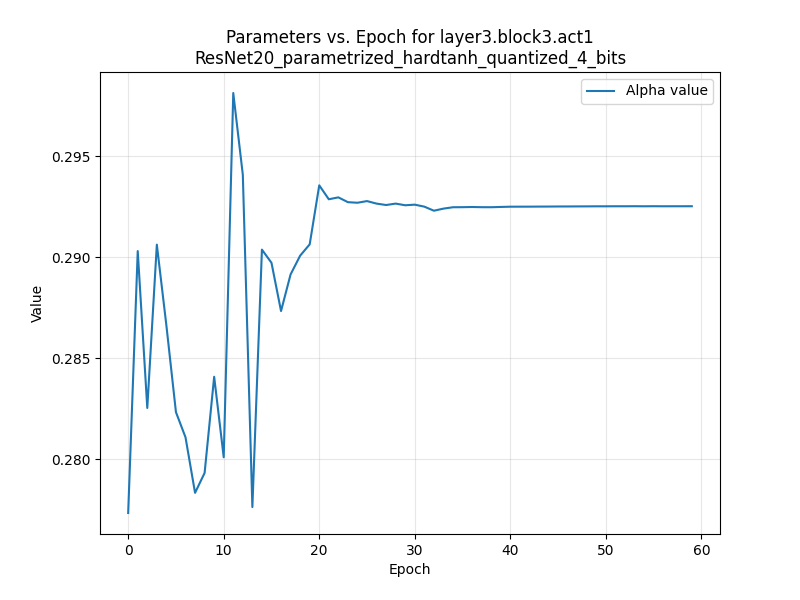 Parameters vs. Epoch for layer3.block3.act1
ResNet20_parametrized_hardtanh_quantized_4_bits
Alpha value
0.295
0.290
0.285
0.280
Value
0
10
20
30
40
50
60
Epoch